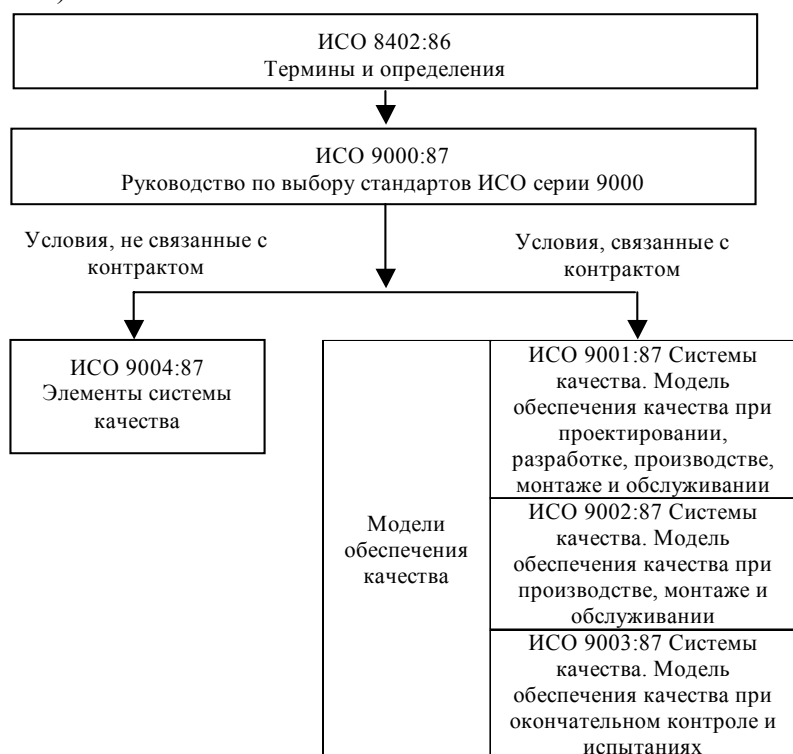 ИСО 8402:86
Термины и определения
ИСО 9000:87
Руководство по выбору стандартов ИСО серии 9000
Условия, не связанные с
контрактом
Условия, связанные с
контрактом
ИСО 9004:87
Элементы системы
качества
Модели
обеспечения
качества
ИСО 9001:87 Системы
качества. Модель
обеспечения качества при
проектировании,
разработке, производстве,
монтаже и обслуживании
ИСО 9002:87 Системы
качества. Модель
обеспечения качества при
производстве, монтаже и
обслуживании
ИСО 9003:87 Системы
качества. Модель
обеспечения качества при
окончательном контроле и
испытаниях